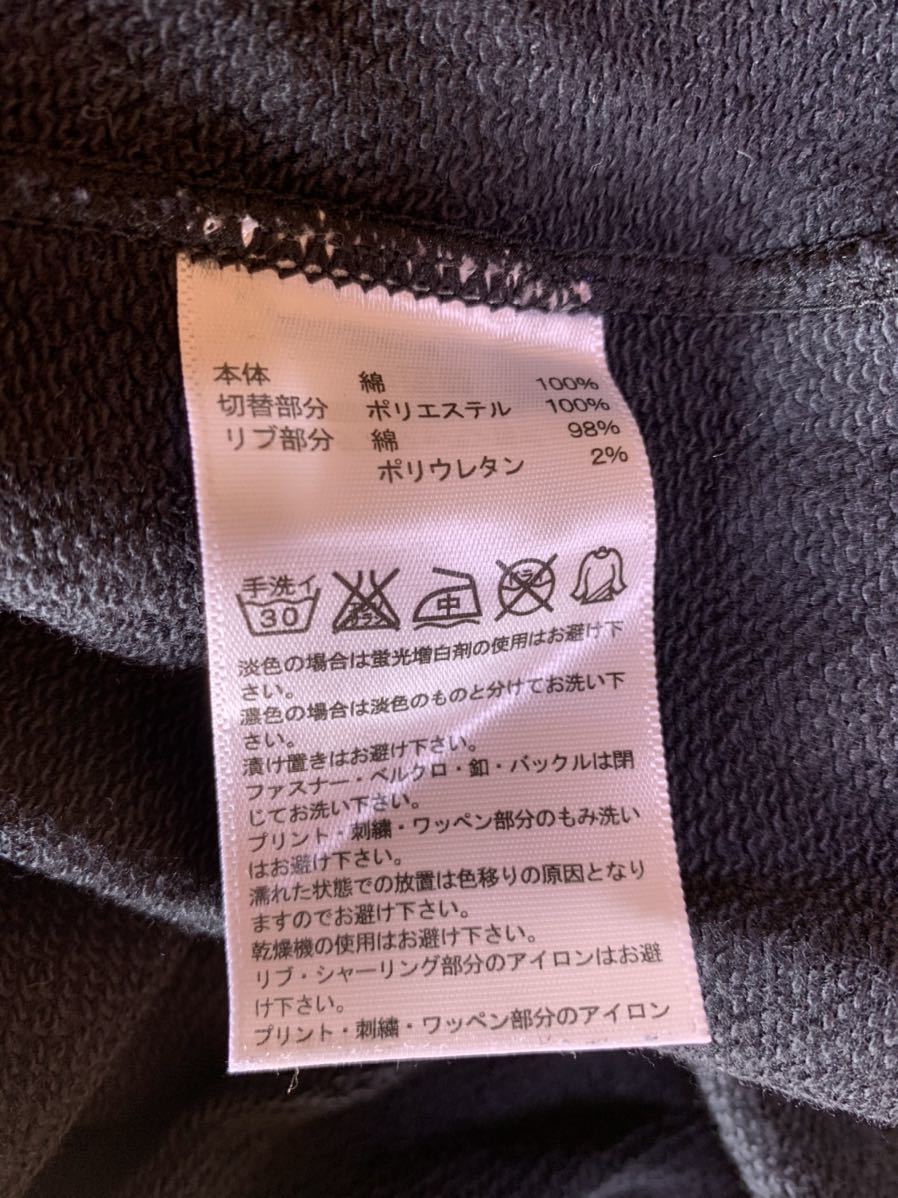 本体 綿 100%
切替部分 ポリエステル 100%
リブ部分 綿 98%
ポリウレタン 2%
手洗イ
30 中 ドライ
淡色の場合は蛍光増白剤の使用はお避け下
さい。
濃色の場合は淡色のものと分けてお洗い下
さい。
漬け置きはお避け下さい。
ファスナー・ベルクロ・釦・バックルは閉
じてお洗い下さい。
プリント・刺繍・ワッペン部分のもみ洗い
はお避け下さい。
濡れた状態での放置は色移りの原因となり
ますのでお避け下さい。
乾燥機の使用はお避け下さい。
リブ・シャーリング部分のアイロンはお避
け下さい。
プリント・刺繍・ワッペン部分のアイロン